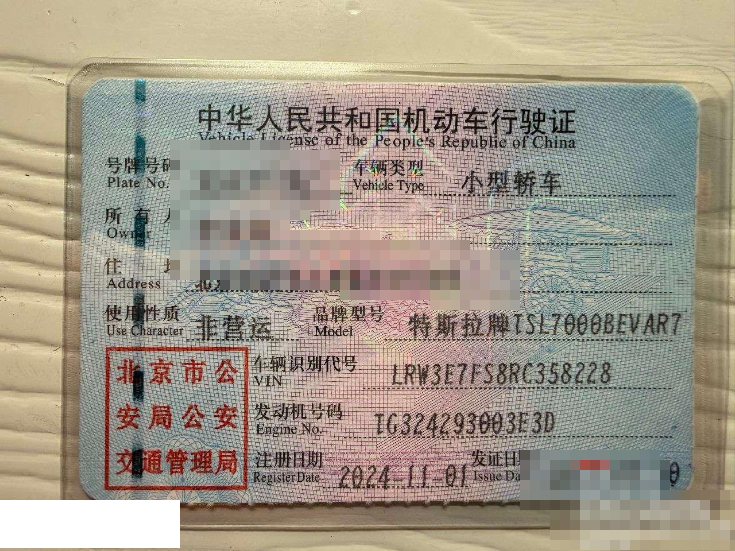 中华人民共和国机动车行驶证
Vehicle License of the People's Republic of China
号牌号码
Plate No.
车辆类型
Vehicle Type
小型轿车
所有人
Owner
住
Address
使用性质
Use Character
非营运
品牌型号
Model
特斯拉牌TSL7000BEVAR7
北京市公
安局公安
交通管理局
车辆识别代号
VIN
LRW3E7FS8RC358228
发动机号码
Engine No.
TG324293003E3D
注册日期
Register Date
2024-11-01
发证日
Issue Da